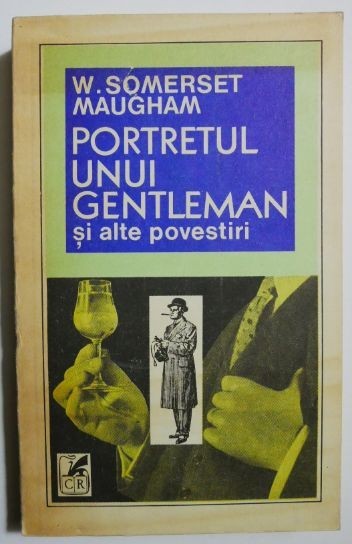 W. SOMERSET
MAUGHAM
PORTRETUL
UNUI
GENTLEMAN
și alte povestiri
CR